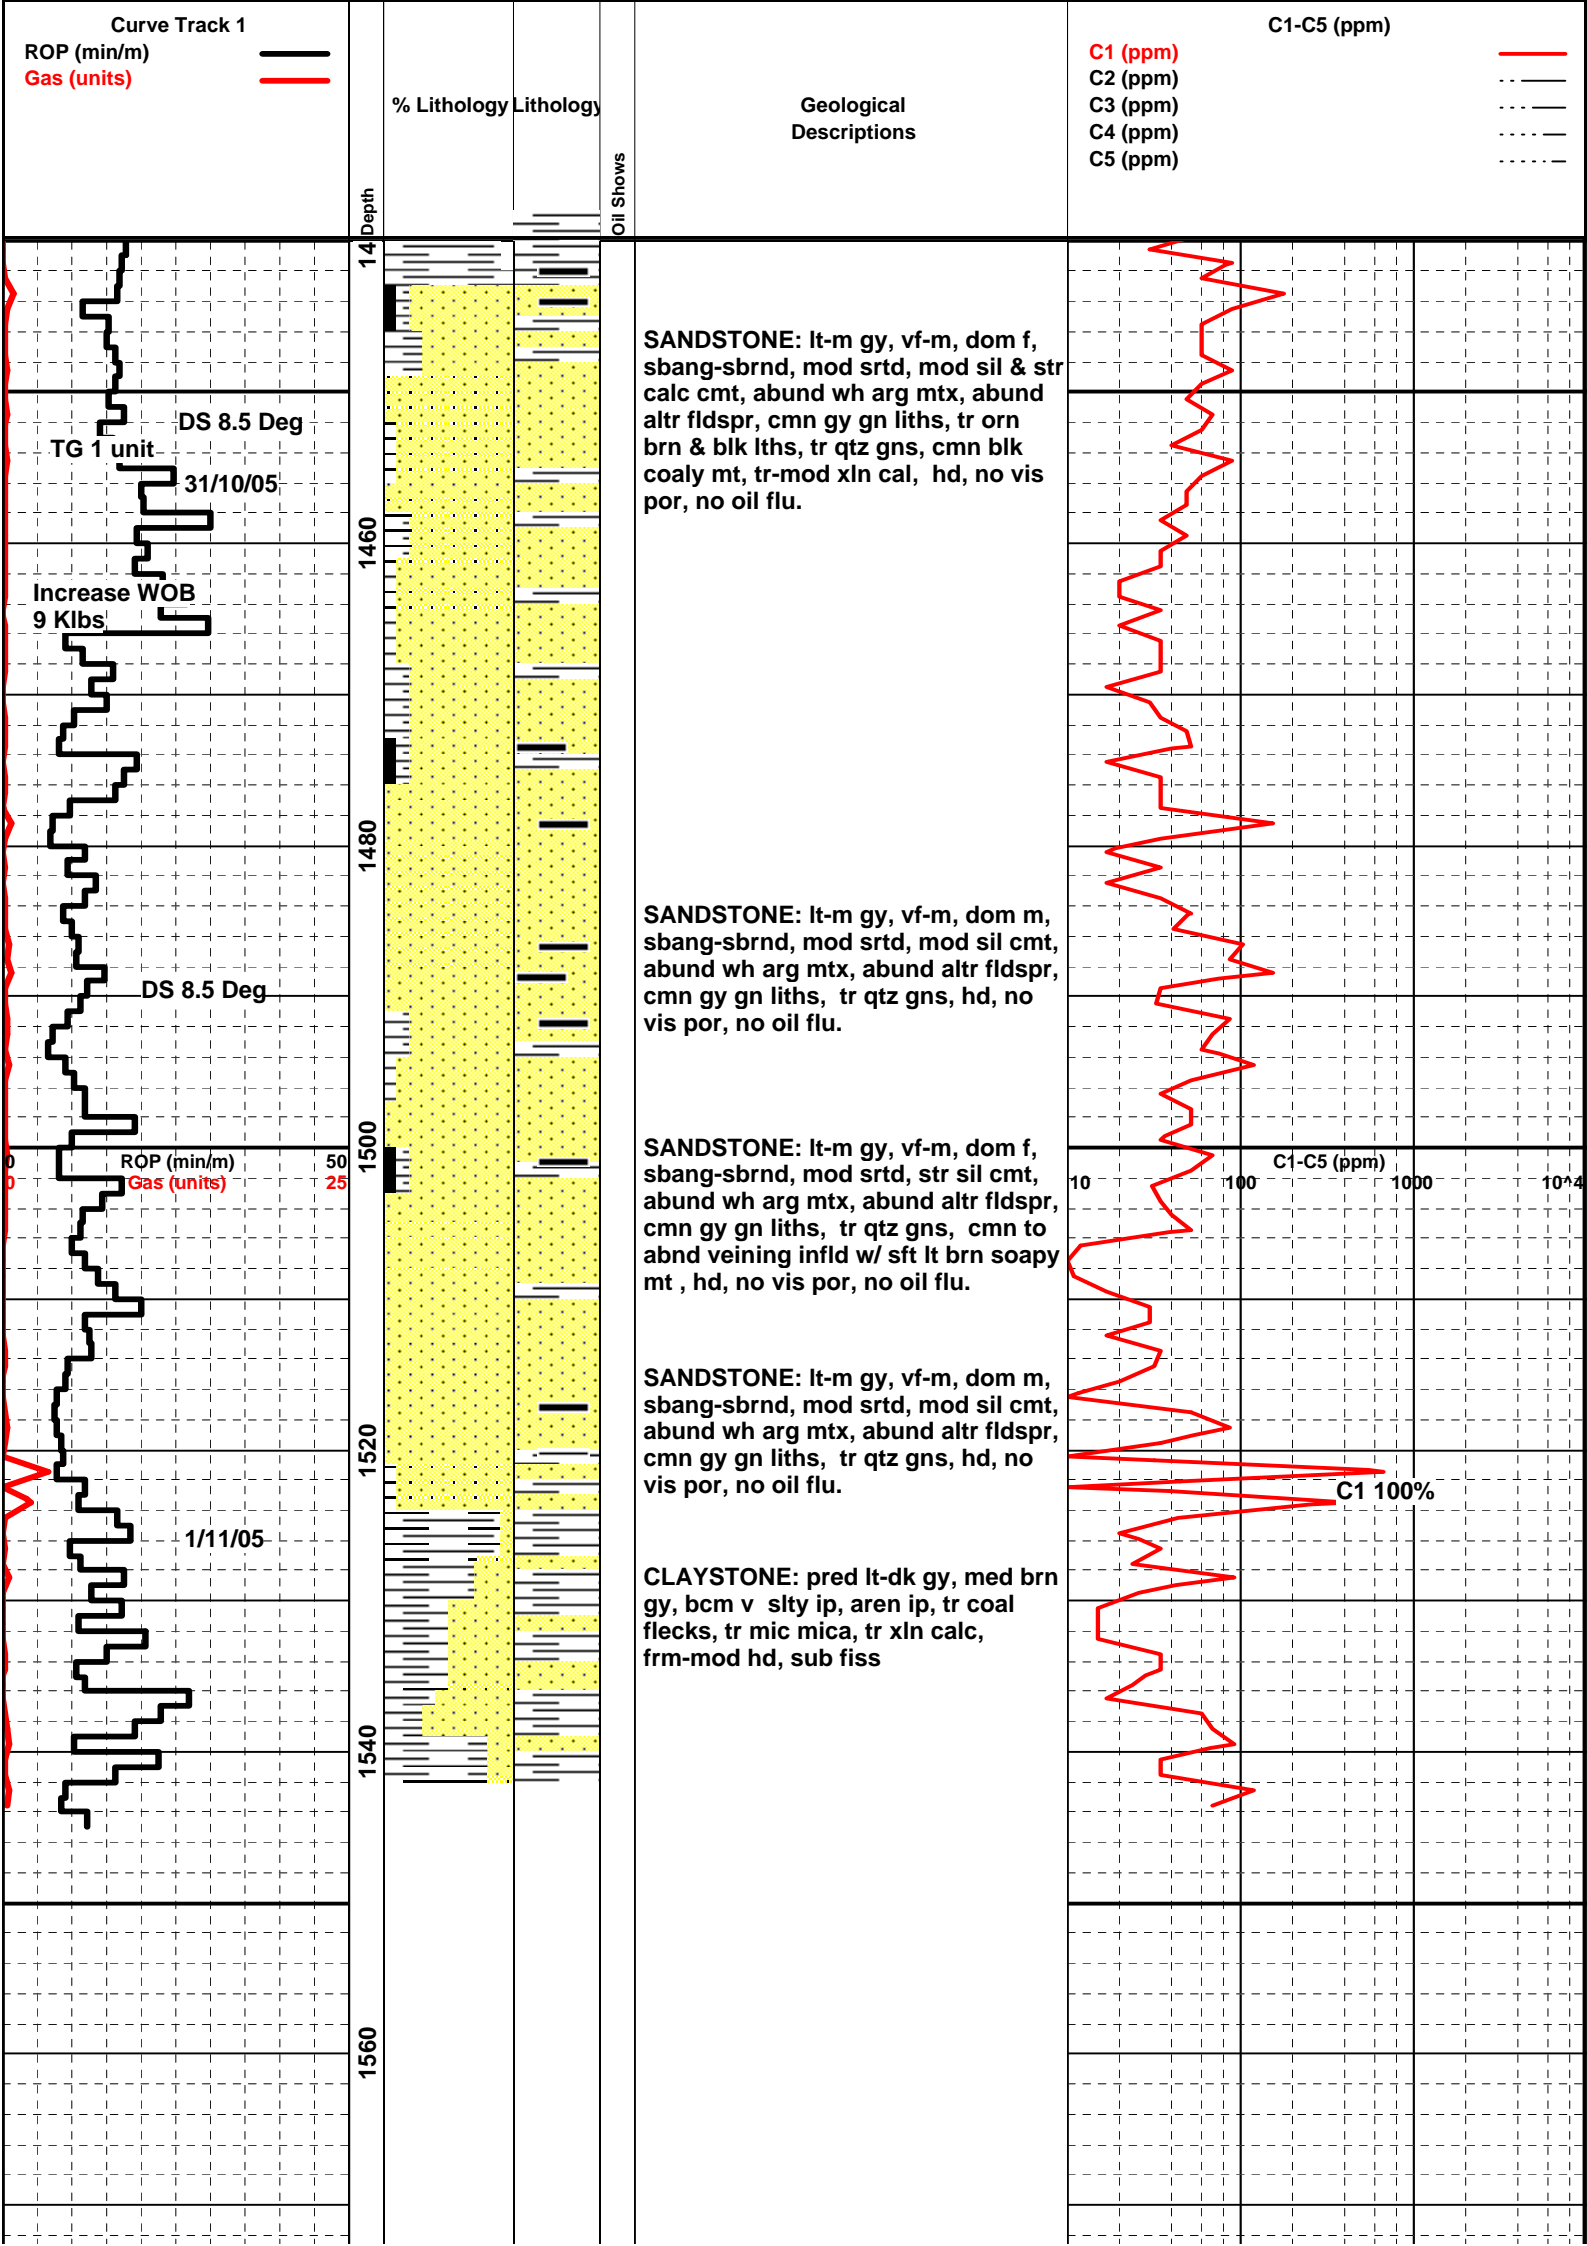 Curve Track 1
ROP (min/m)
Gas (units)
Depth
% Lithology
Lithology
Oil Shows
Geological
Descriptions
C1-C5 (ppm)
C1 (ppm)
C2 (ppm)
C3 (ppm)
C4 (ppm)
C5 (ppm)
14
DS 8.5 Deg
TG 1 unit
31/10/05
1460
Increase WOB
9 Klbs
SANDSTONE: lt-m gy, vf-m, dom f,
sbang-sbrnd, mod srtd, mod sil & str
calc cmt, abund wh arg mtx, abund
altr fldspr, cmn gy gn liths, tr orn
brn & blk lths, tr qtz gns, cmn blk
coaly mt, tr-mod xln cal, hd, no vis
por, no oil flu.
1480
DS 8.5 Deg
SANDSTONE: lt-m gy, vf-m, dom m,
sbang-sbrnd, mod srtd, mod sil cmt,
abund wh arg mtx, abund altr fldspr,
cmn gy gn liths, tr qtz gns, hd, no
vis por, no oil flu.
1500
0 ROP (min/m) 50
0 Gas (units) 25
SANDSTONE: lt-m gy, vf-m, dom f,
sbang-sbrnd, mod srtd, str sil cmt,
abund wh arg mtx, abund altr fldspr,
cmn gy gn liths, tr qtz gns, cmn to
abnd veining infld w/ sft lt brn soapy
mt , hd, no vis por, no oil flu.
C1-C5 (ppm)
10 100 1000 10^4
SANDSTONE: lt-m gy, vf-m, dom m,
sbang-sbrnd, mod srtd, mod sil cmt,
abund wh arg mtx, abund altr fldspr,
cmn gy gn liths, tr qtz gns, hd, no
vis por, no oil flu.
1520
C1 100%
1/11/05
CLAYSTONE: pred lt-dk gy, med brn
gy, bcm v slty ip, aren ip, tr coal
flecks, tr mic mica, tr xln calc,
frm-mod hd, sub fiss
1540
1560